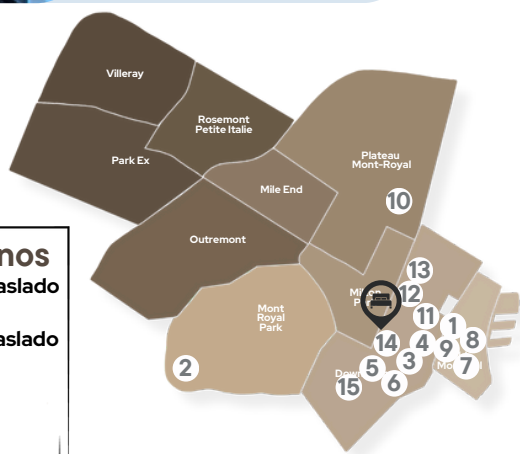 Villeray
Rosemont
Petite Italie
Park Ex
Plateau
Mont-Royal
Mile End
10
Outremont
nos
aslado
aslado
13
12
Mont
Royal
Park
11
1
14
4
8
9
3
7
2
5
6
15